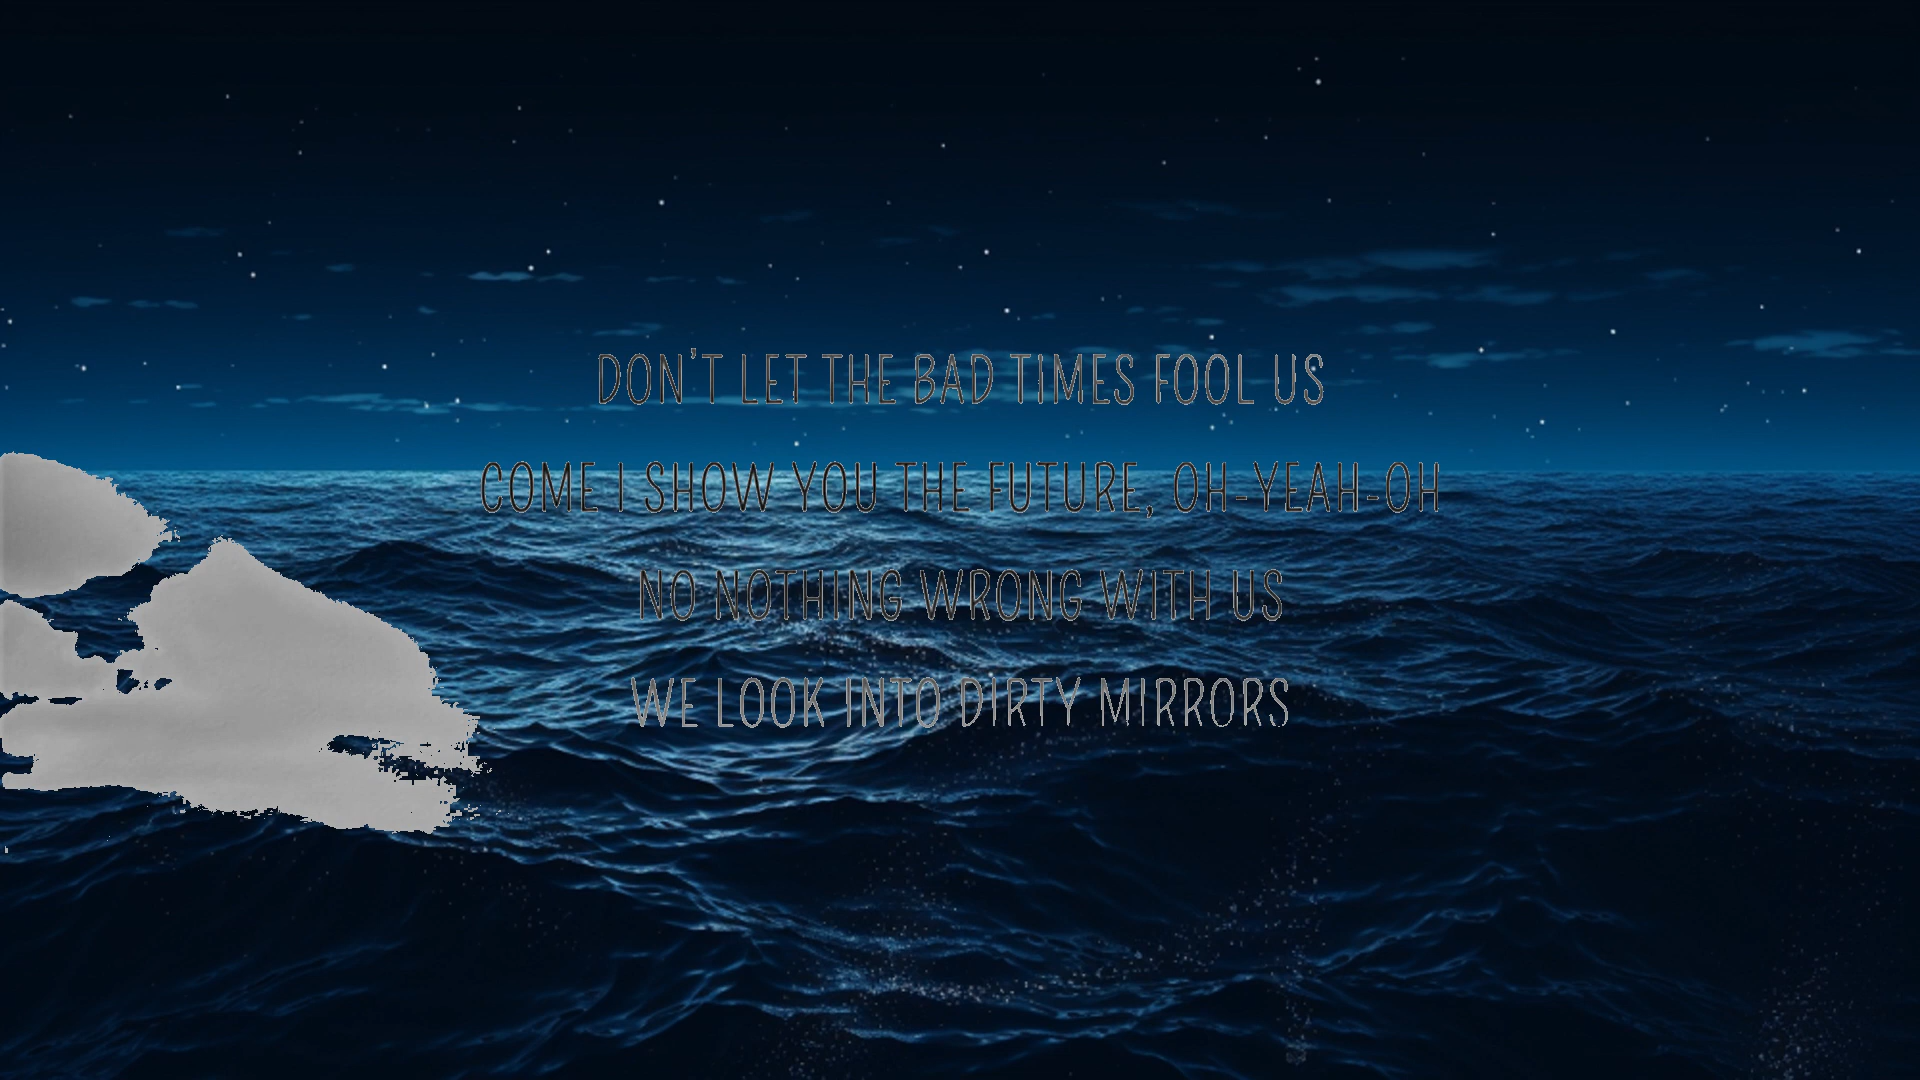 DON'T LET THE BAD TIMES FOOL US
COME I SHOW YOU THE FUTURE, OH-YEAH-OH
NO NOTHING WRONG WITH US
WE LOOK INTO DIRTY MIRRORS